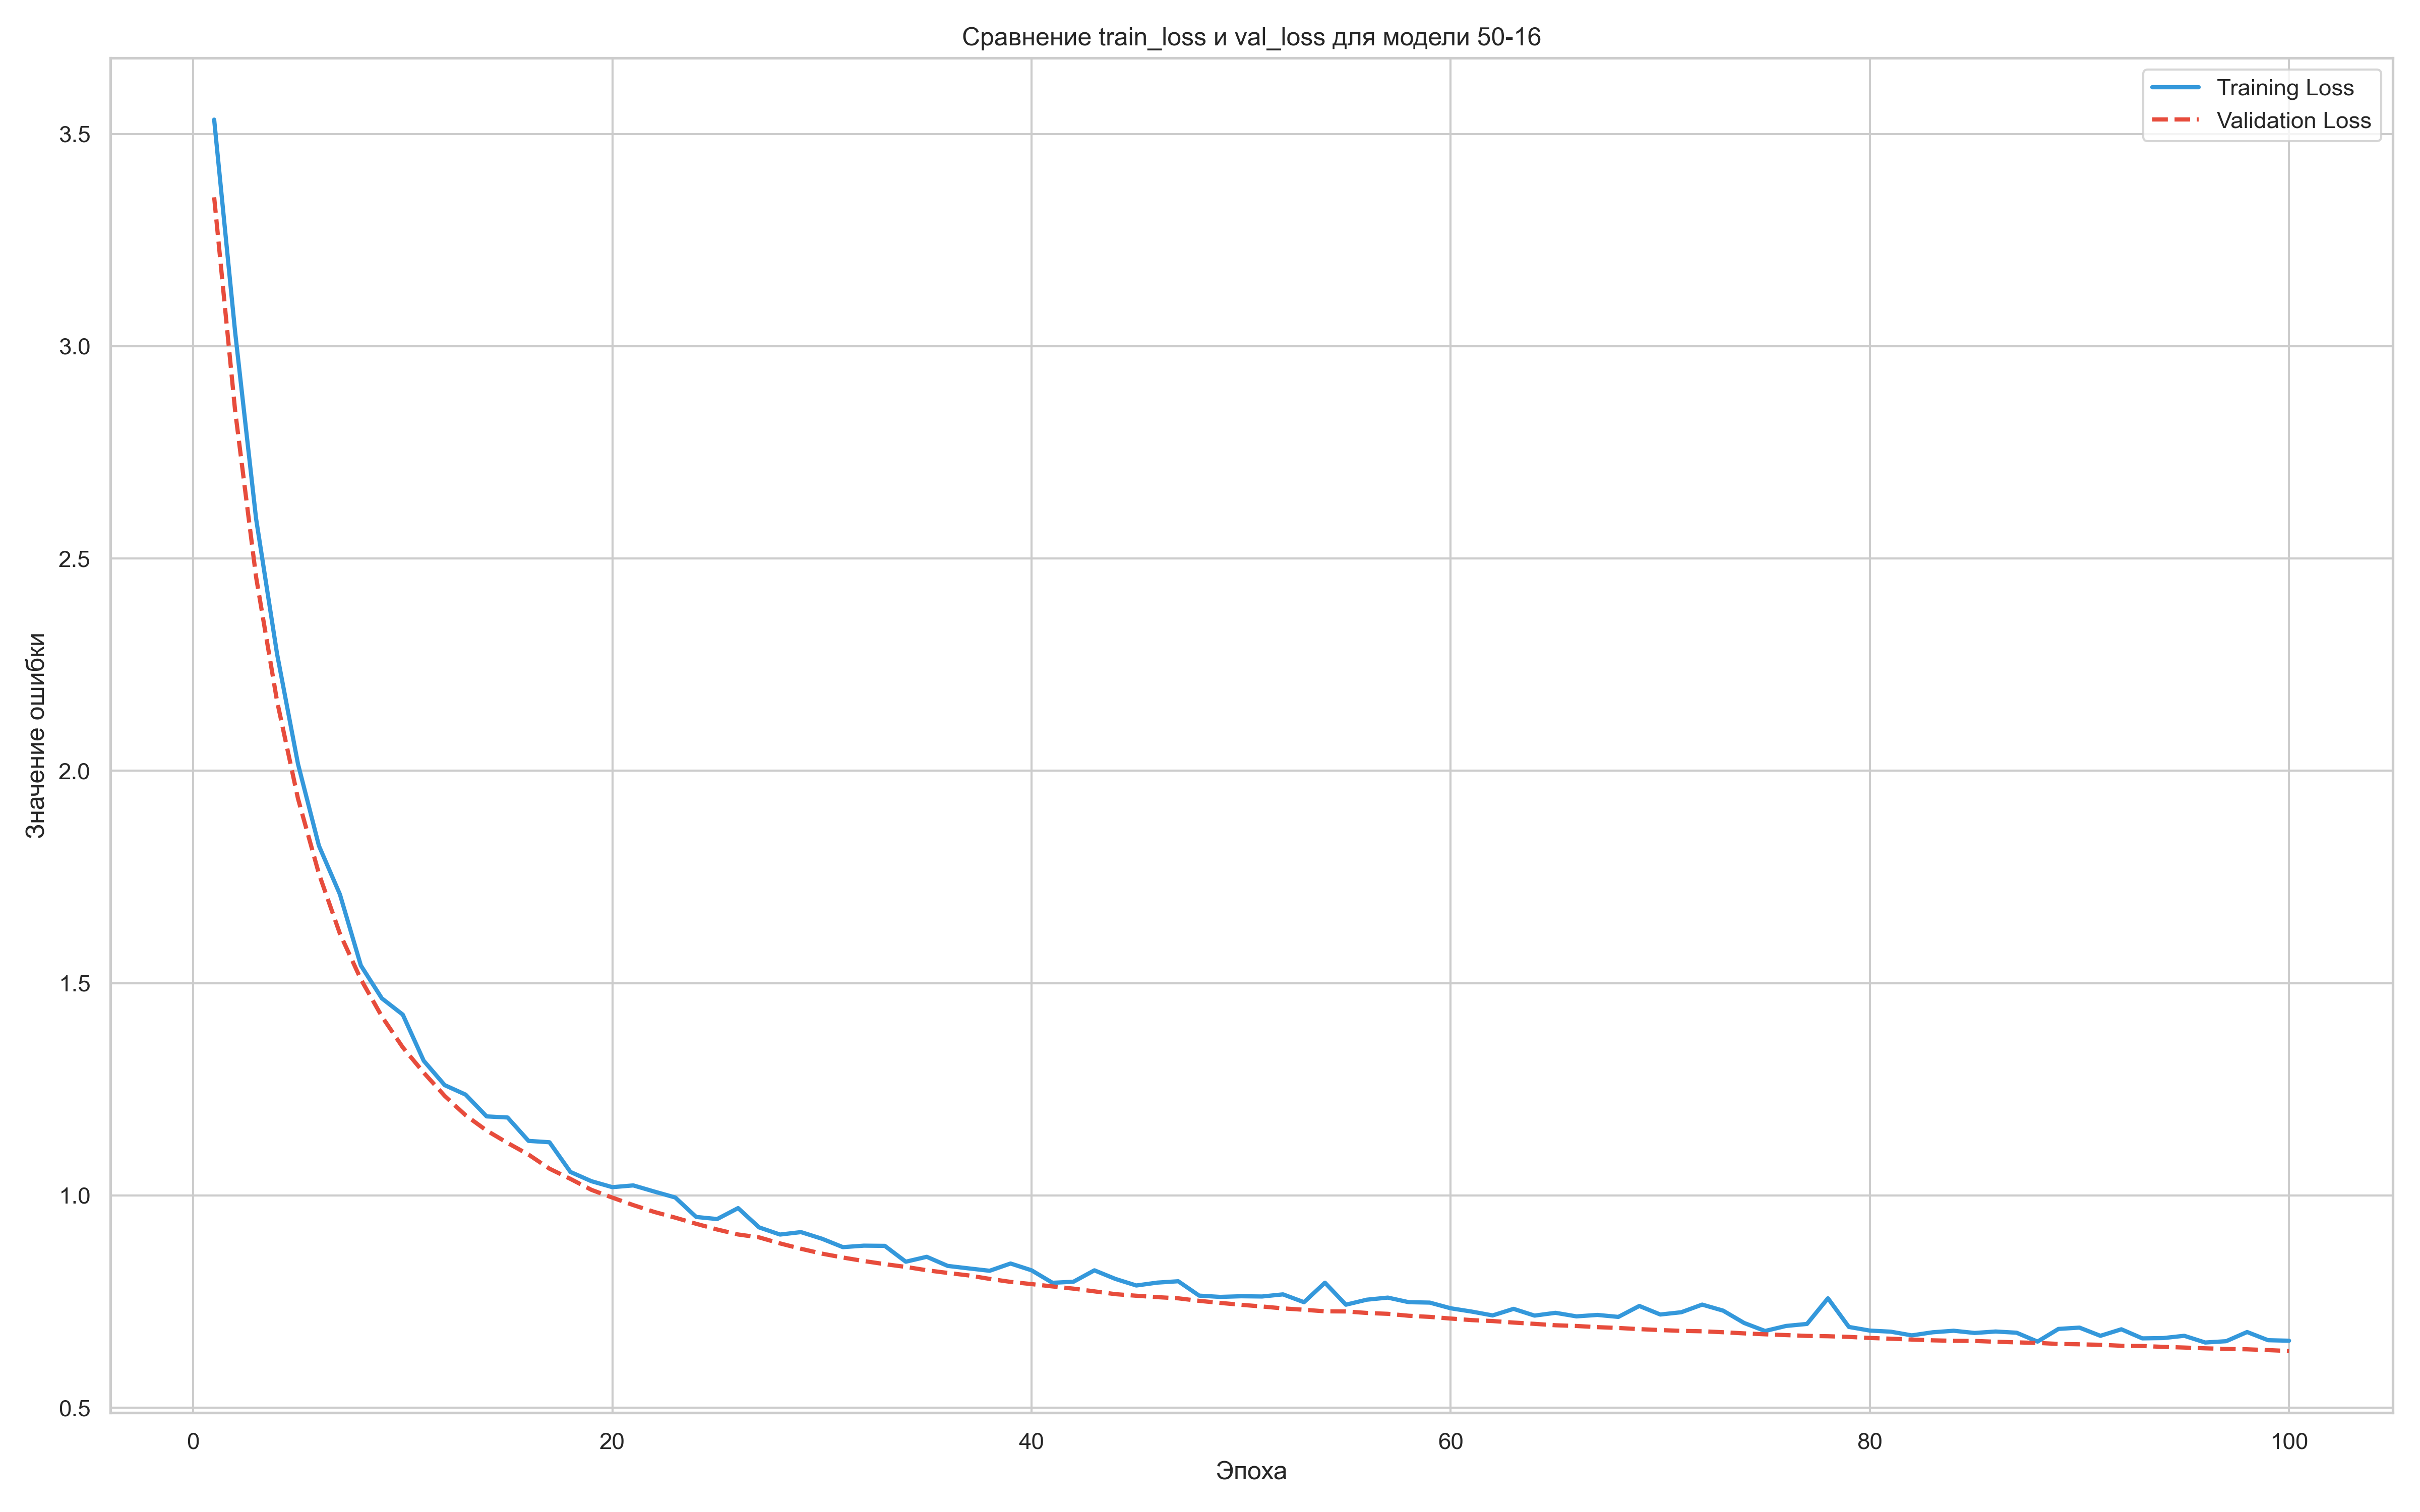 Сравнение train_loss и val_loss для модели 50-16
Training Loss
Validation Loss
3.5
3.0
2.5
2.0
1.5
1.0
0.5
Значение ошибки
0 20 40 60 80 100
Эпоха